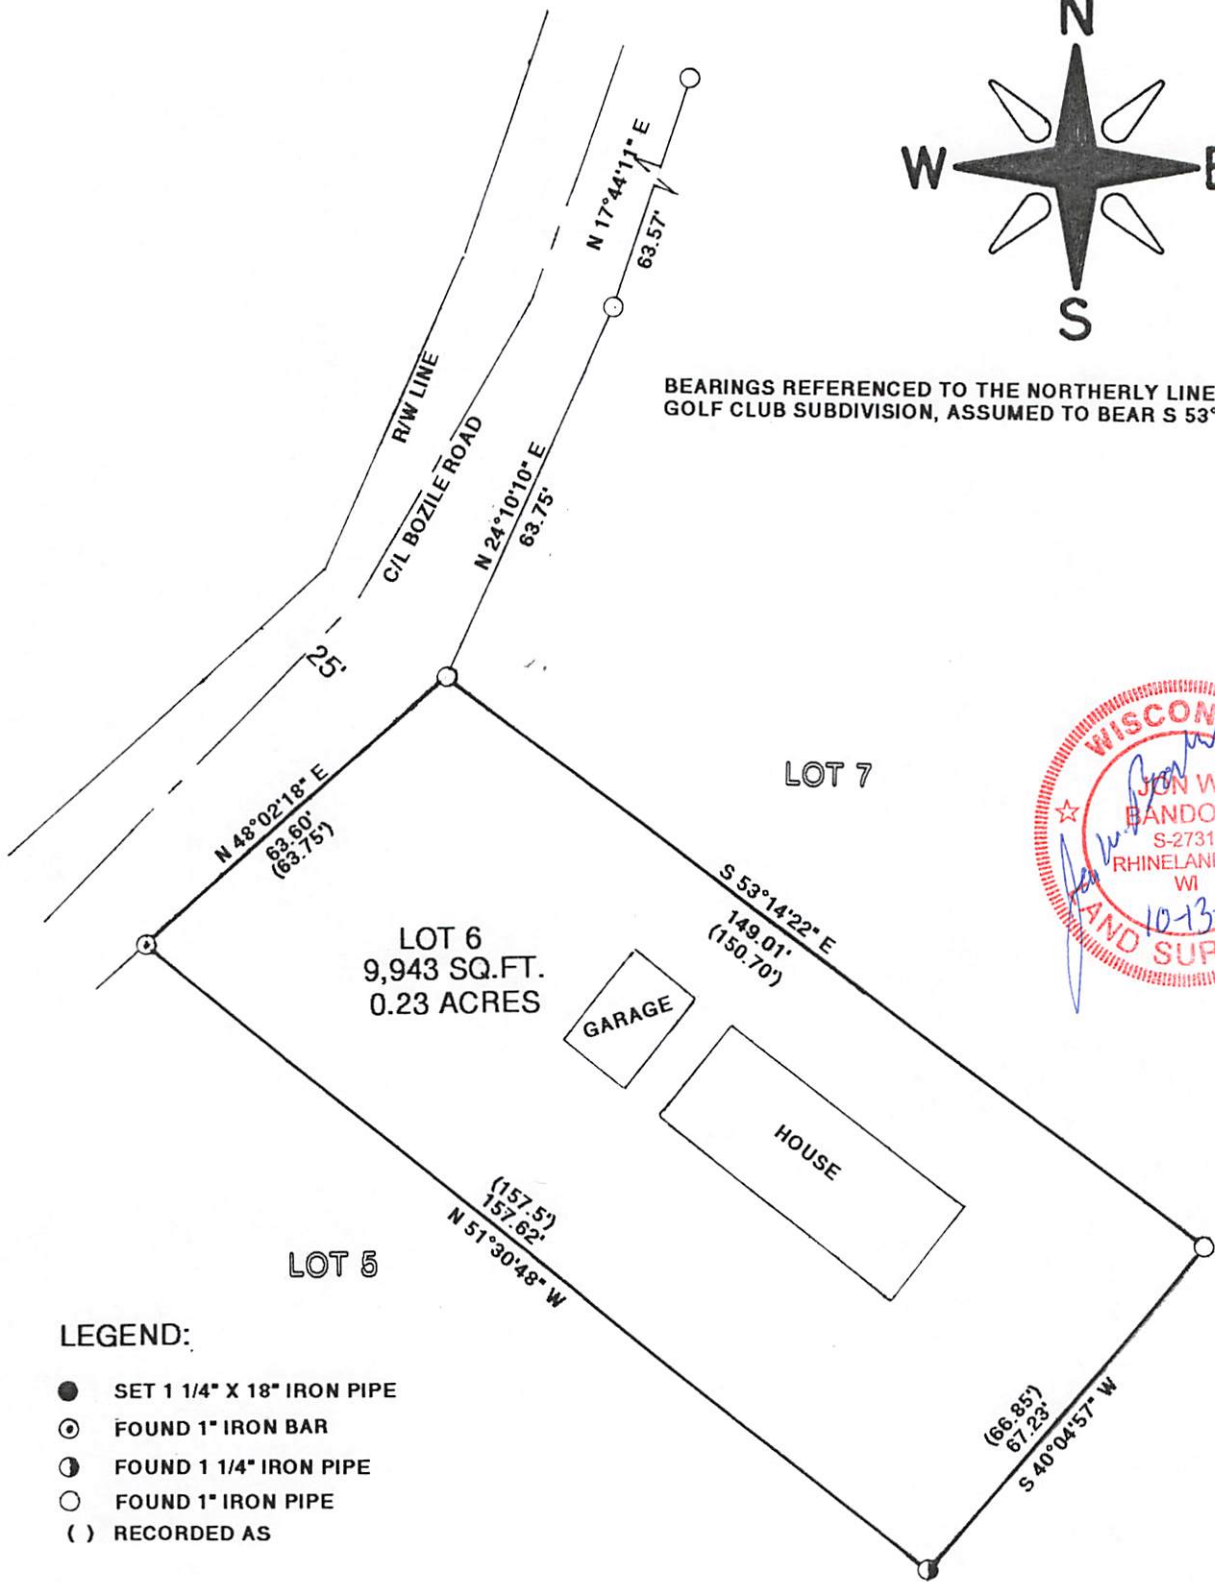 N
W
S
N 17°44'11" E
63.57'
BEARINGS REFERENCED TO THE NORTHERLY LINE
GOLF CLUB SUBDIVISION, ASSUMED TO BEAR S 53°
R/W LINE
C/L BOZILE ROAD
N 24°10'10" E
63.75'
25'
N 48°02'18" E
63.60'
(63.75')
LOT 7
WISCON
JON W
BANDO
S-2731
RHINELAN
WI
10-13-
AND SUR
S 53°14'22" E
149.01'
(150.70')
LOT 6
9,943 SQ.FT.
0.23 ACRES
GARAGE
HOUSE
(157.5')
157.62'
N 51°30'48" W
LOT 5
(66.85')
67.23'
S 40°04'57" W
LEGEND:
SET 1 1/4" X 18" IRON PIPE
FOUND 1" IRON BAR
FOUND 1 1/4" IRON PIPE
FOUND 1" IRON PIPE
( ) RECORDED AS